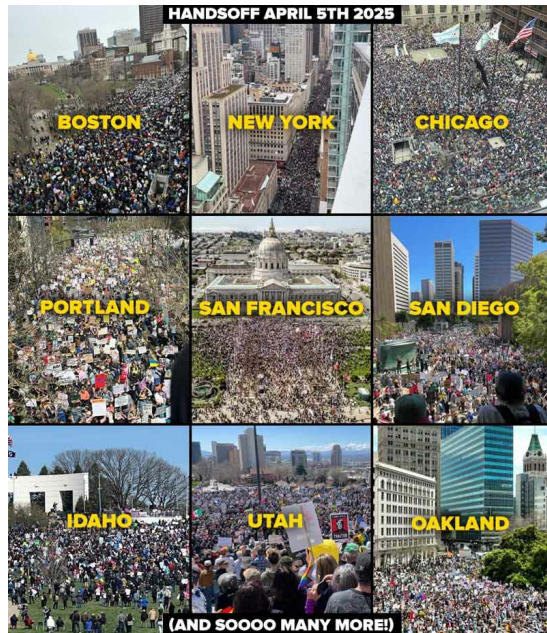 HANDSOFF APRIL 5TH 2025
BOSTON
NEW YORK
CHICAGO
PORTLAND
SAN FRANCISCO
SAN DIEGO
IDAHO
UTAH
OAKLAND
(AND SOOOO MANY MORE!)